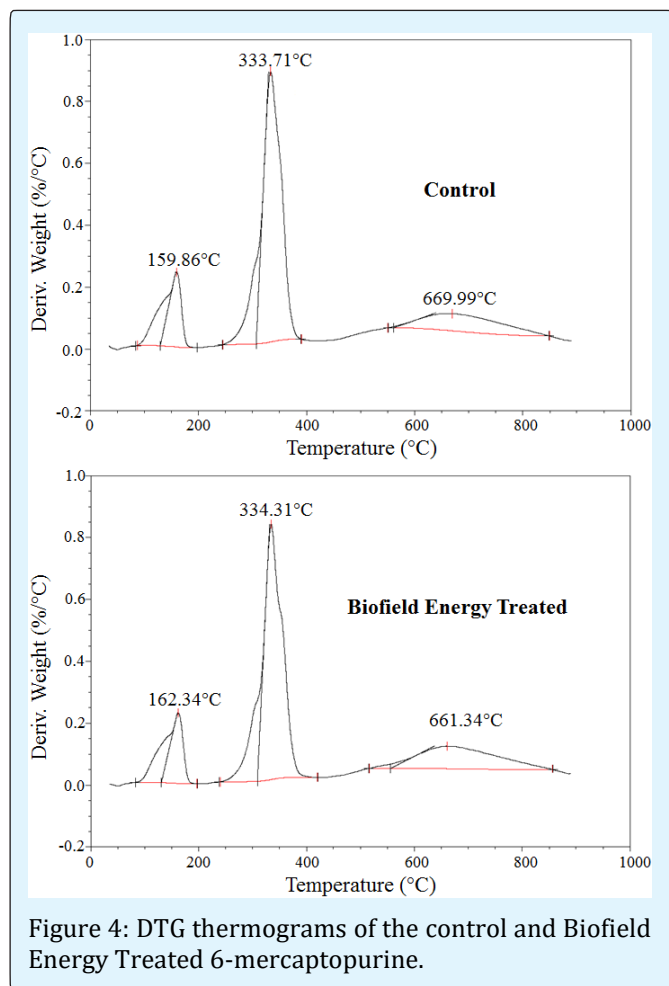 1.0
333.71°C
0.8
0.6
Control
0.4
159.86°C
0.2
669.99°C
0.0
-0.2
Deriv. Weight (%/°C)
0 200 400 600 800 1000
Temperature (°C)
1.0
334.31°C
0.8
0.6
Biofield Energy Treated
0.4
162.34°C
0.2
661.34°C
0.0
-0.2
Deriv. Weight (%/°C)
0 200 400 600 800 1000
Temperature (°C)
Figure 4: DTG thermograms of the control and Biofield
Energy Treated 6-mercaptopurine.